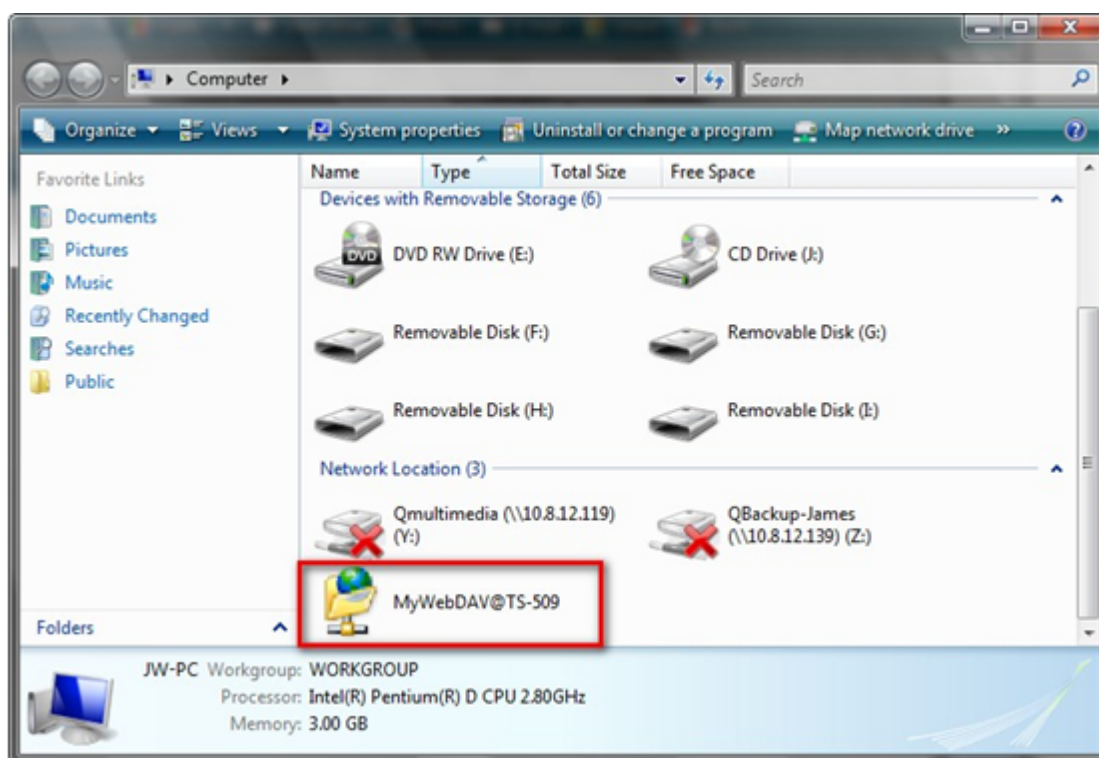 Computer
Search
Organize Views System properties Uninstall or change a program Map network drive »
Favorite Links
Documents
Pictures
Music
Recently Changed
Searches
Public
Folders
Name Type Total Size Free Space
Devices with Removable Storage (6)
DVD
DVD RW Drive (E:)
CD Drive (J:)
Removable Disk (F:)
Removable Disk (G:)
Removable Disk (H:)
Removable Disk (I:)
Network Location (3)
Qmultimedia (\\10.8.12.119)
(Y:)
QBackup-James
(\\10.8.12.139) (Z:)
MyWebDAV@TS-509
JW-PC Workgroup: WORKGROUP
Processor: Intel(R) Pentium(R) D CPU 2.80GHz
Memory: 3.00 GB